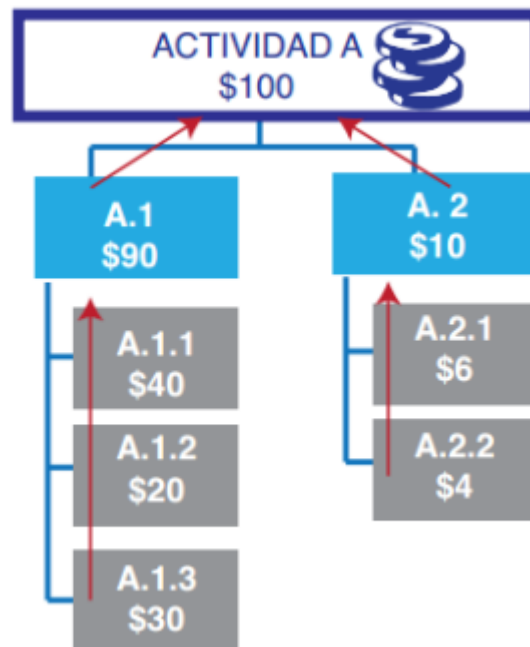 ACTIVIDAD A
$100
A.1
$90
A.1.1
$40
A.1.2
$20
A.1.3
$30
A. 2
$10
A.2.1
$6
A.2.2
$4